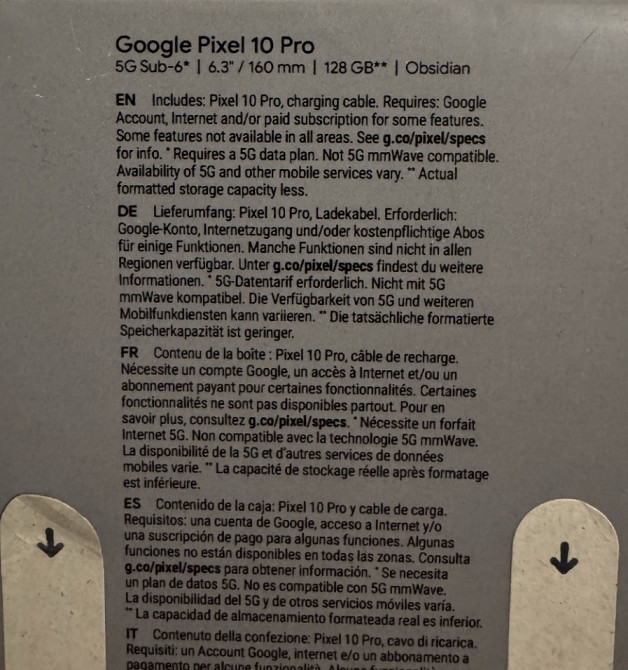 Google Pixel 10 Pro
5G Sub-6* | 6.3" / 160 mm | 128 GB** | Obsidian
EN Includes: Pixel 10 Pro, charging cable. Requires: Google
Account, Internet and/or paid subscription for some features.
Some features not available in all areas. See g.co/pixel/specs
for info. * Requires a 5G data plan. Not 5G mmWave compatible.
Availability of 5G and other mobile services vary. ** Actual
formatted storage capacity less.
DE Lieferumfang: Pixel 10 Pro, Ladekabel. Erforderlich:
Google-Konto, Internetzugang und/oder kostenpflichtige Abos
für einige Funktionen. Manche Funktionen sind nicht in allen
Regionen verfügbar. Unter g.co/pixel/specs findest du weitere
Informationen. * 5G-Datentarif erforderlich. Nicht mit 5G
mmWave kompatibel. Die Verfügbarkeit von 5G und weiteren
Mobilfunkdiensten kann variieren. ** Die tatsächliche formatierte
Speicherkapazität ist geringer.
FR Contenu de la boîte : Pixel 10 Pro, câble de recharge.
Nécessite un compte Google, un accès à Internet et/ou un
abonnement payant pour certaines fonctionnalités. Certaines
fonctionnalités ne sont pas disponibles partout. Pour en
savoir plus, consultez g.co/pixel/specs. * Nécessite un forfait
Internet 5G. Non compatible avec la technologie 5G mmWave.
La disponibilité de la 5G et d'autres services de données
mobiles varie. ** La capacité de stockage réelle après formatage
est inférieure.
ES Contenido de la caja: Pixel 10 Pro y cable de carga.
Requisitos: una cuenta de Google, acceso a Internet y/o
una suscripción de pago para algunas funciones. Algunas
funciones no están disponibles en todas las zonas. Consulta
g.co/pixel/specs para obtener información. * Se necesita
un plan de datos 5G. No es compatible con 5G mmWave.
La disponibilidad del 5G y de otros servicios móviles varía.
** La capacidad de almacenamiento formateada real es inferior.
IT Contenuto della confezione: Pixel 10 Pro, cavo di ricarica.
Requisiti: un Account Google, internet e/o un abbonamento a
pagamento per alcune funzionalità. Alcune funzionalità